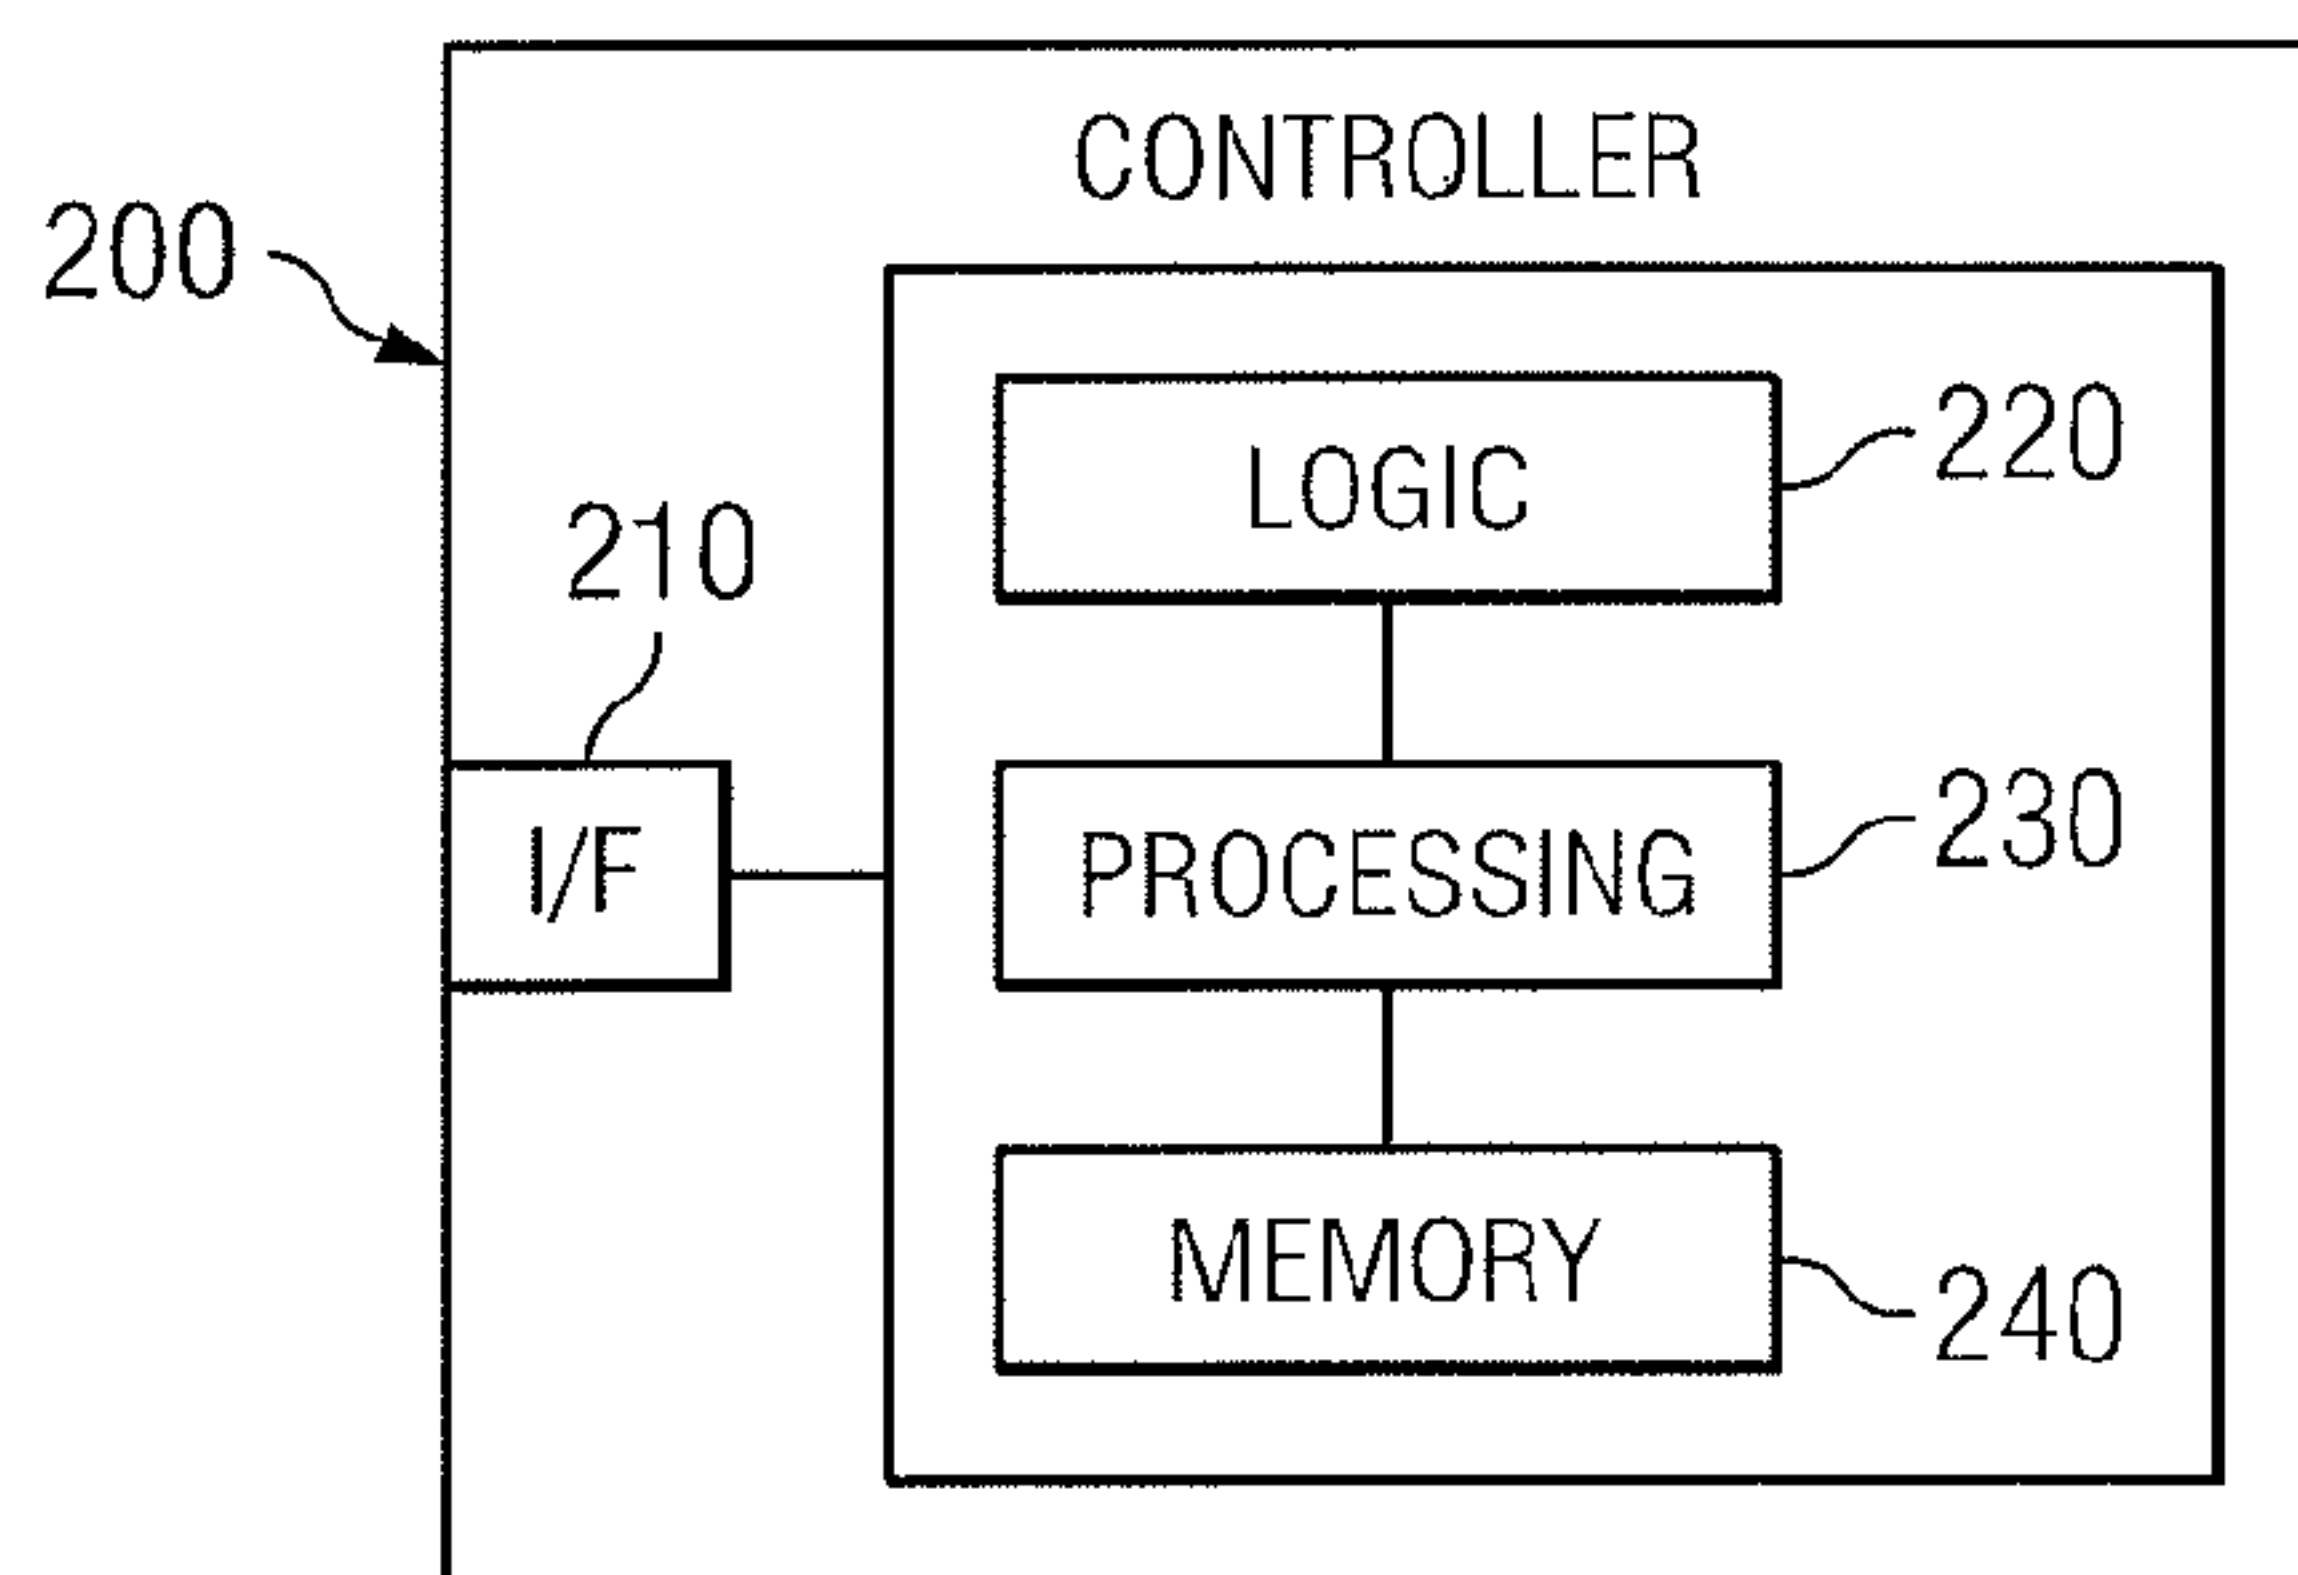 CONTROLLER
200
LOGIC
220
210
I/F
PROCESSING
230
MEMORY
240